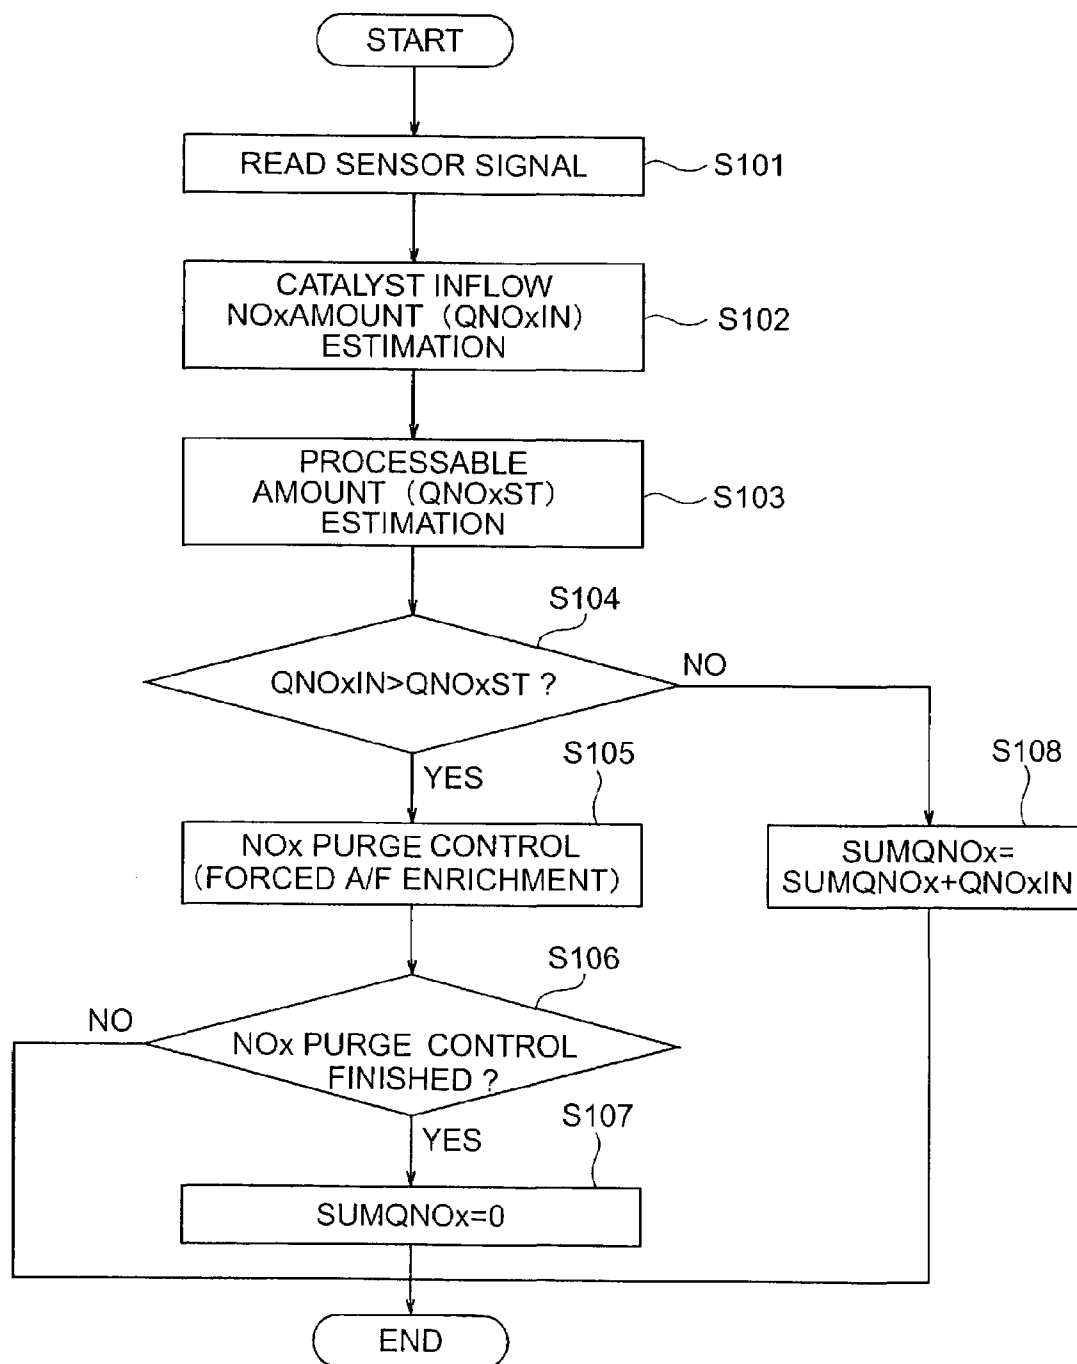 START
READ SENSOR SIGNAL
S101
CATALYST INFLOW
NOxAMOUNT (QNOxIN)
ESTIMATION
S102
PROCESSABLE
AMOUNT (QNOxST)
ESTIMATION
S103
S104
QNOxIN>QNOxST ?
NO
YES
S105
NOx PURGE CONTROL
(FORCED A/F ENRICHMENT)
S108
SUMQNOx=
SUMQNOx+QNOxIN
S106
NO
NOx PURGE CONTROL
FINISHED ?
YES
S107
SUMQNOx=0
END